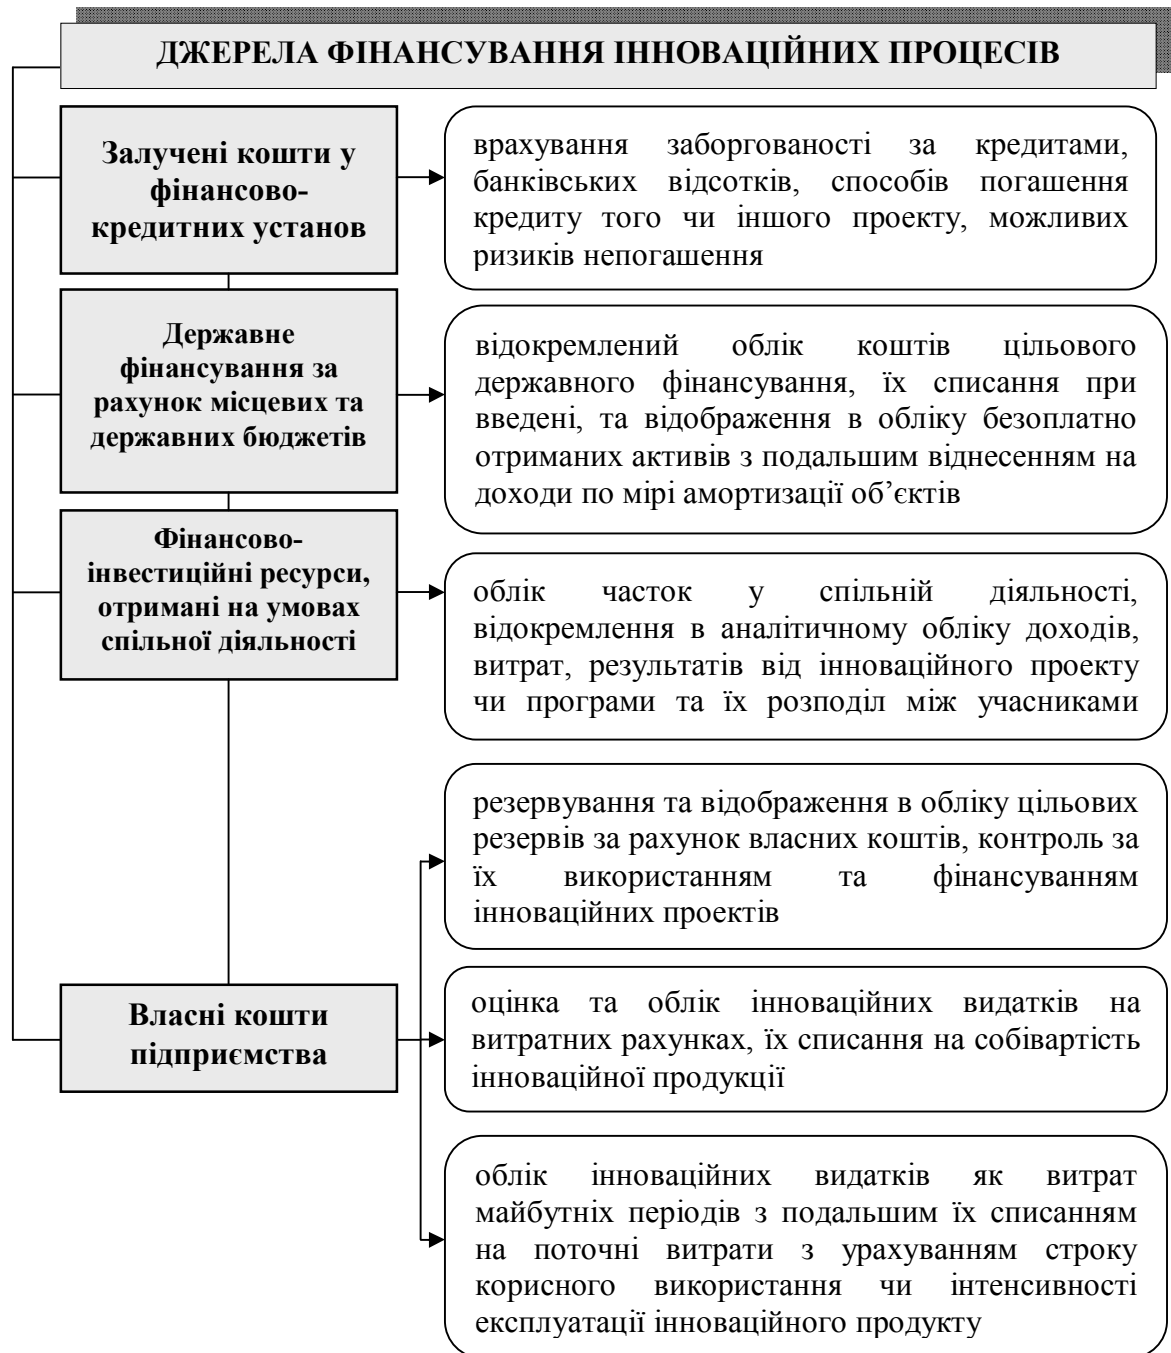 ДЖЕРЕЛА ФІНАНСУВАННЯ ІННОВАЦІЙНИХ ПРОЦЕСІВ
Залучені кошти у
фінансово-
кредитних установ
врахування заборгованості за кредитами,
банківських відсотків, способів погашення
кредиту того чи іншого проекту, можливих
ризиків непогашення
Державне
фінансування за
рахунок місцевих та
державних бюджетів
відокремлений облік коштів цільового
державного фінансування, їх списання при
введені, та відображення в обліку безоплатно
отриманих активів з подальшим віднесенням на
доходи по мірі амортизації об’єктів
Фінансово-
інвестиційні ресурси,
отримані на умовах
спільної діяльності
облік часток у спільній діяльності,
відокремлення в аналітичному обліку доходів,
витрат, результатів від інноваційного проекту
чи програми та їх розподіл між учасниками
Власні кошти
підприємства
резервування та відображення в обліку цільових
резервів за рахунок власних коштів, контроль за
їх використанням та фінансуванням
інноваційних проектів
оцінка та облік інноваційних видатків на
витратних рахунках, їх списання на собівартість
інноваційної продукції
облік інноваційних видатків як витрат
майбутніх періодів з подальшим їх списанням
на поточні витрати з урахуванням строку
корисного використання чи інтенсивності
експлуатації інноваційного продукту